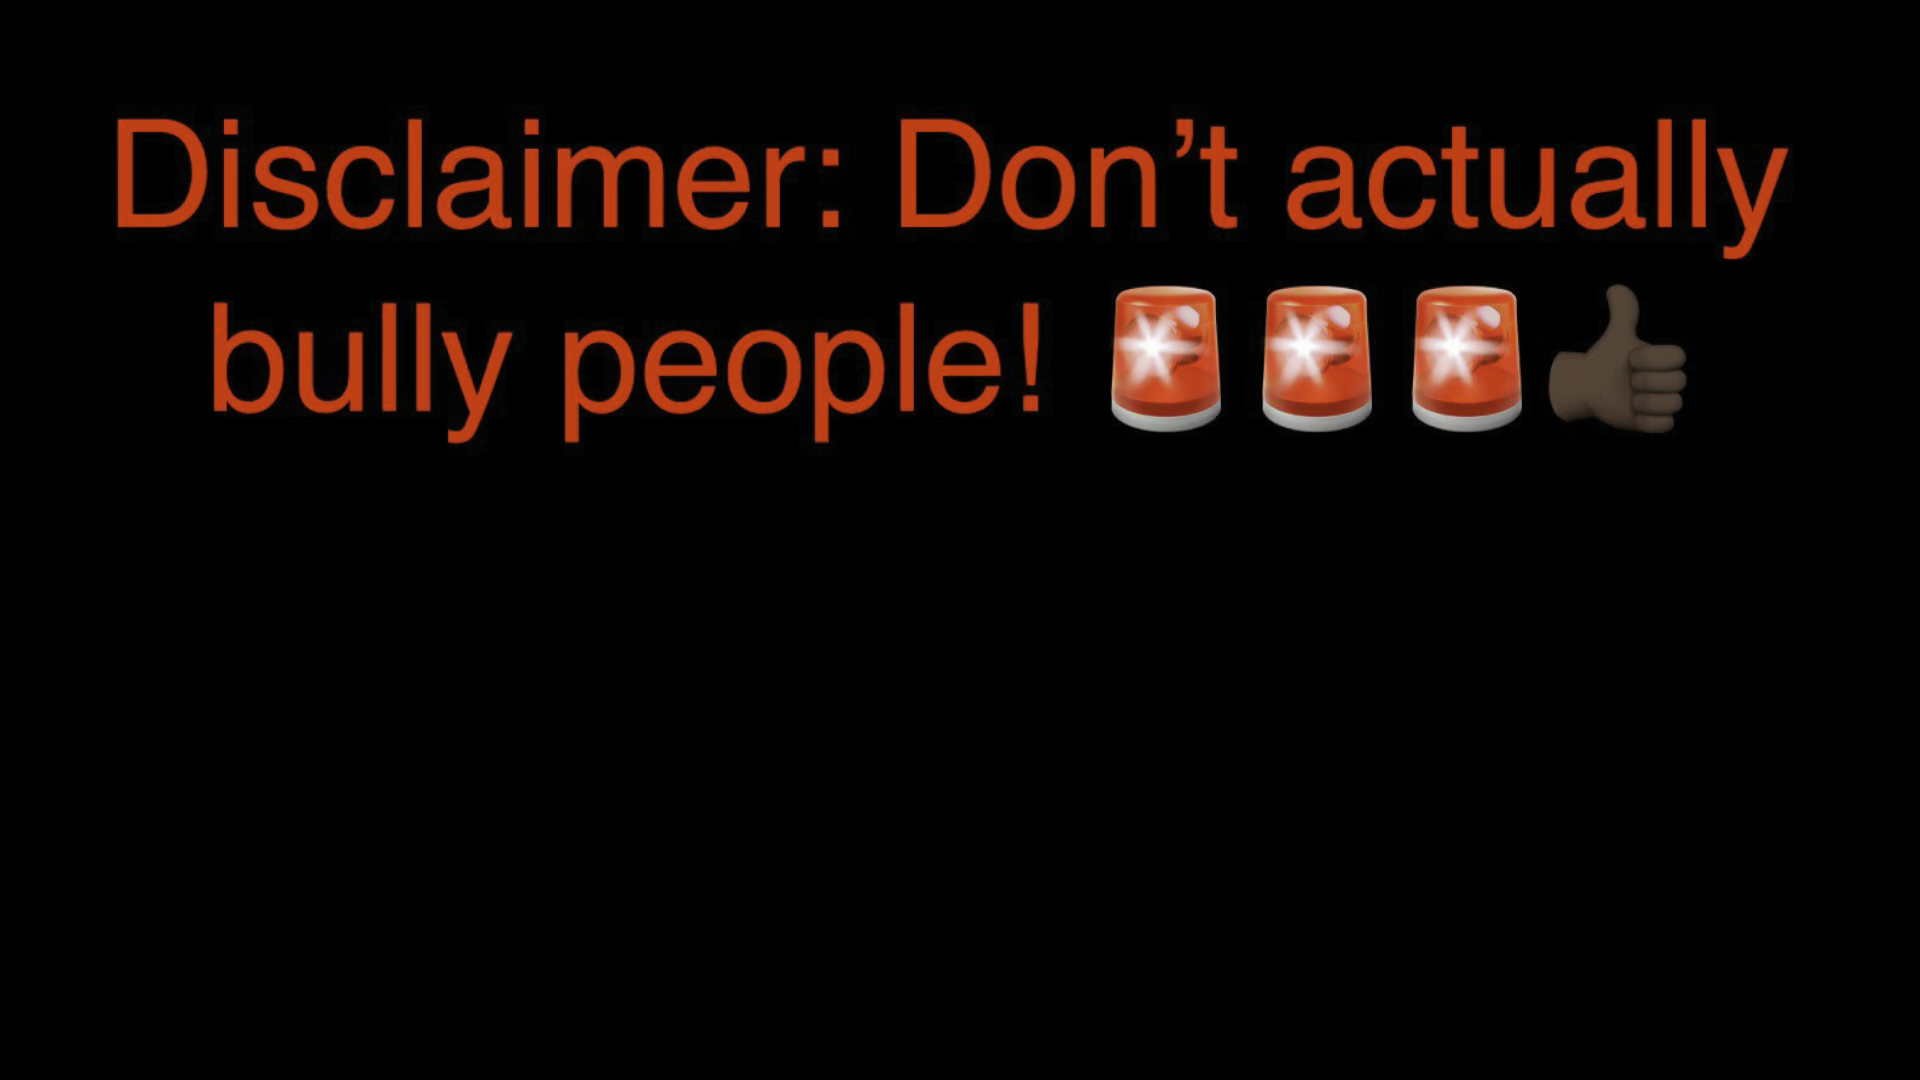 Disclaimer: Don’t actually
bully people! 🚨🚨🚨👍🏿